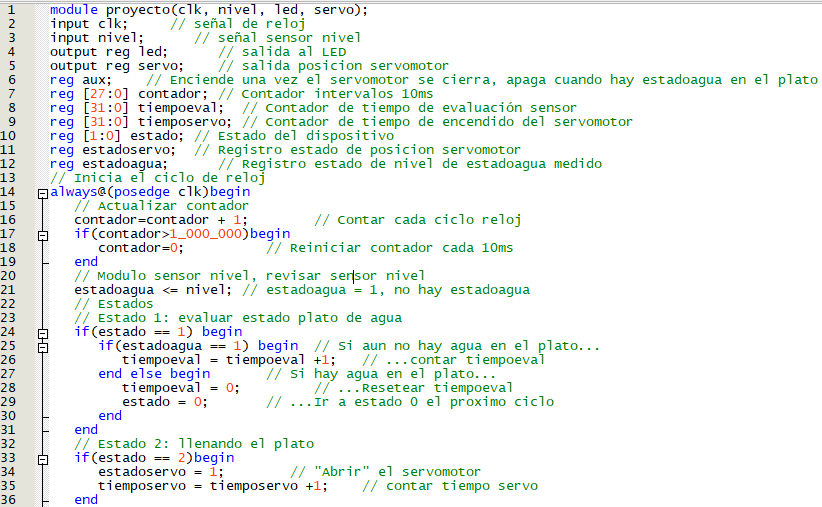 1 module proyecto(clk, nivel, led, servo);
2 input clk; // señal de reloj
3 input nivel; // señal sensor nivel
4 output reg led; // salida al LED
5 output reg servo; // salida posicion servomotor
6 reg aux; // Enciende una vez el servomotor se cierra, apaga cuando hay estadoagua en el plato
7 reg [27:0] contador; // Contador intervalos 10ms
8 reg [31:0] tiempoeval; // Contador de tiempo de evaluación sensor
9 reg [31:0] tiemposervo; // Contador de tiempo de encendido del servomotor
10 reg [1:0] estado; // Estado del dispositivo
11 reg estadoservo; // Registro estado de posicion servomotor
12 reg estadoagua; // Registro estado de nivel de estadoagua medido
13 // Inicia el ciclo de reloj
14 always@(posedge clk)begin
15 // Actualizar contador
16 contador=contador + 1; // Contar cada ciclo reloj
17 if(contador>1_000_000)begin
18 contador=0; // Reiniciar contador cada 10ms
19 end
20 // Modulo sensor nivel, revisar sensor nivel
21 estadoagua <= nivel; // estadoagua = 1, no hay estadoagua
22 // Estados
23 // Estado 1: evaluar estado plato de agua
24 if(estado == 1) begin
25 if(estadoagua == 1) begin // Si aun no hay agua en el plato...
26 tiempoeval = tiempoeval +1; // ...contar tiempoeval
27 end else begin // Si hay agua en el plato...
28 tiempoeval = 0; // ...Resetear tiempoeval
29 estado = 0; // ...Ir a estado 0 el proximo ciclo
30 end
31 end
32 // Estado 2: llenando el plato
33 if(estado == 2)begin
34 estadoservo = 1; // "Abrir" el servomotor
35 tiemposervo = tiemposervo +1; // contar tiempo servo
36 end